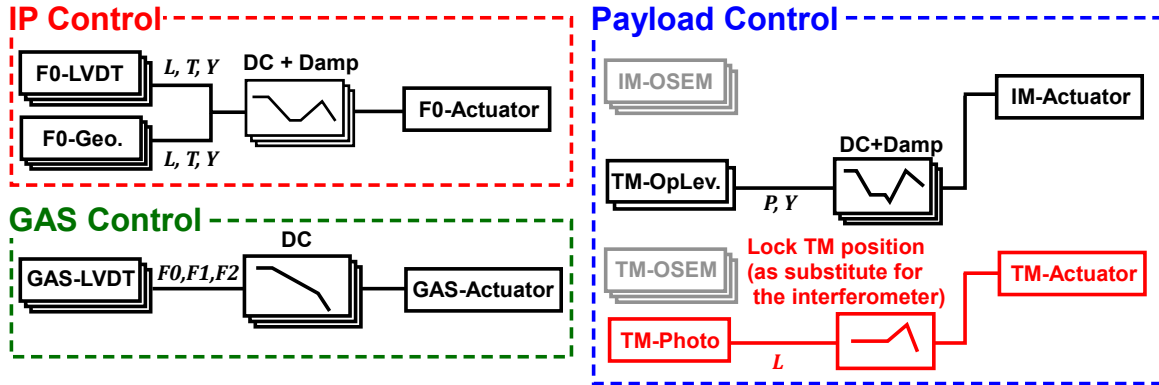 IP Control
F0-LVDT
L, T, Y
DC + Damp
F0-Actuator
F0-Geo.
L, T, Y
GAS Control
GAS-LVDT
F0,F1,F2
DC
GAS-Actuator
Payload Control
IM-OSEM
IM-Actuator
TM-OpLev.
P, Y
DC+Damp
TM-OSEM
Lock TM position
(as substitute for
the interferometer)
TM-Actuator
TM-Photo
L